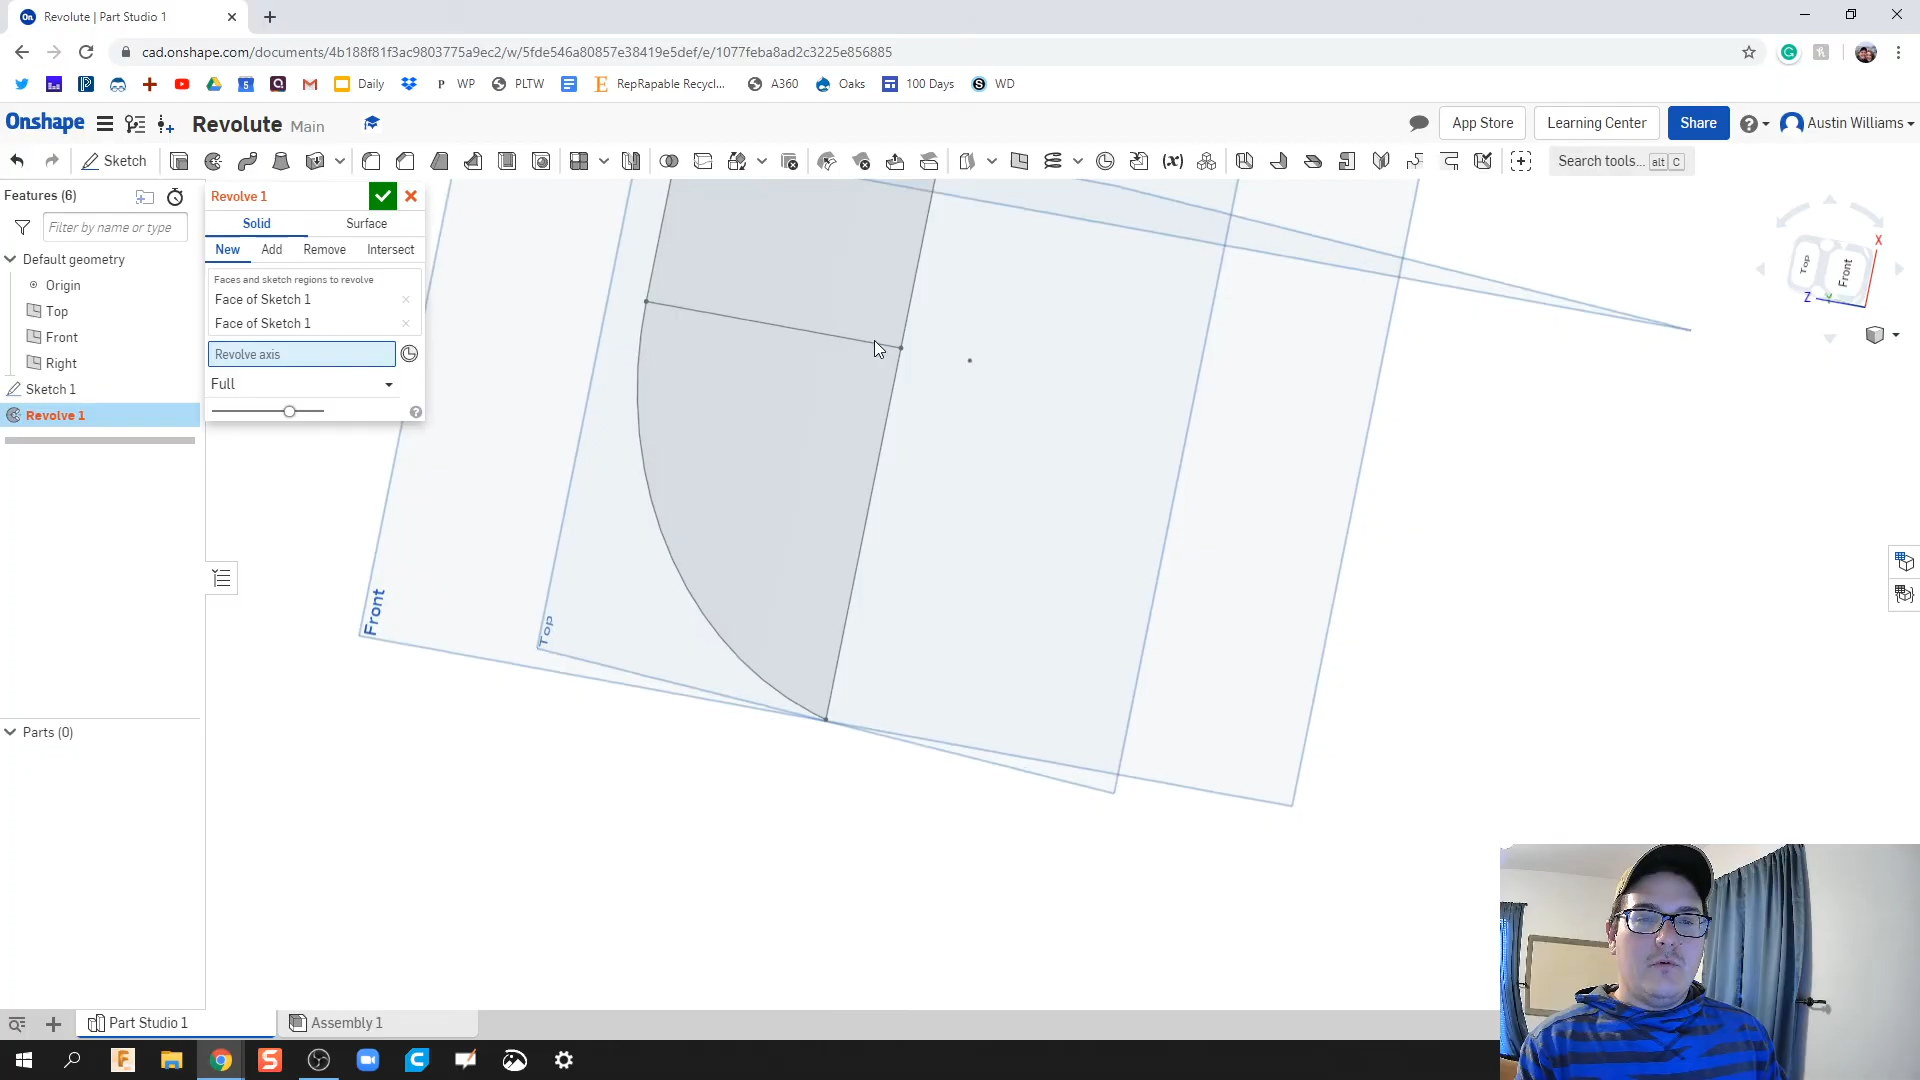 Revolute | Part Studio 1
cad.onshape.com/documents/4b188f81f3ac9803775a9ec2/w/5fde546a80857e38419e5def/e/1077feba8ad2c3225e856885
Daily
P WP
PLTW
RepRapable Recycl...
A360
Oaks
100 Days
WD
Onshape
Revolute Main
App Store
Learning Center
Share
Austin Williams
Sketch
Search tools... alt C
Features (6)
Filter by name or type
Default geometry
Origin
Top
Front
Right
Sketch 1
Revolve 1
Revolve 1
Solid
Surface
New
Add
Remove
Intersect
Faces and sketch regions to revolve
Face of Sketch 1
Face of Sketch 1
Revolve axis
Full
Front
Top
Top
Front
X
Z
Parts (0)
Part Studio 1
Assembly 1